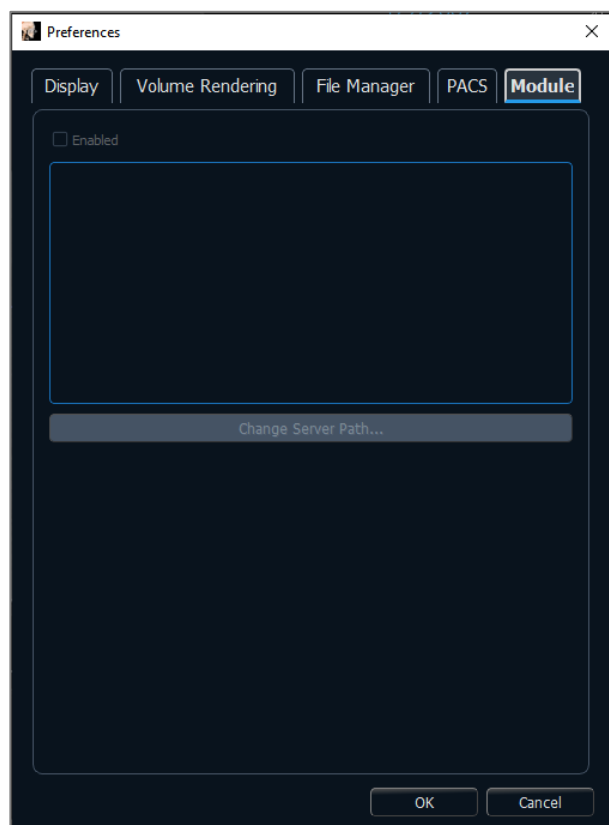 Preferences
Display Volume Rendering File Manager PACS Module
Enabled
Change Server Path...
OK Cancel